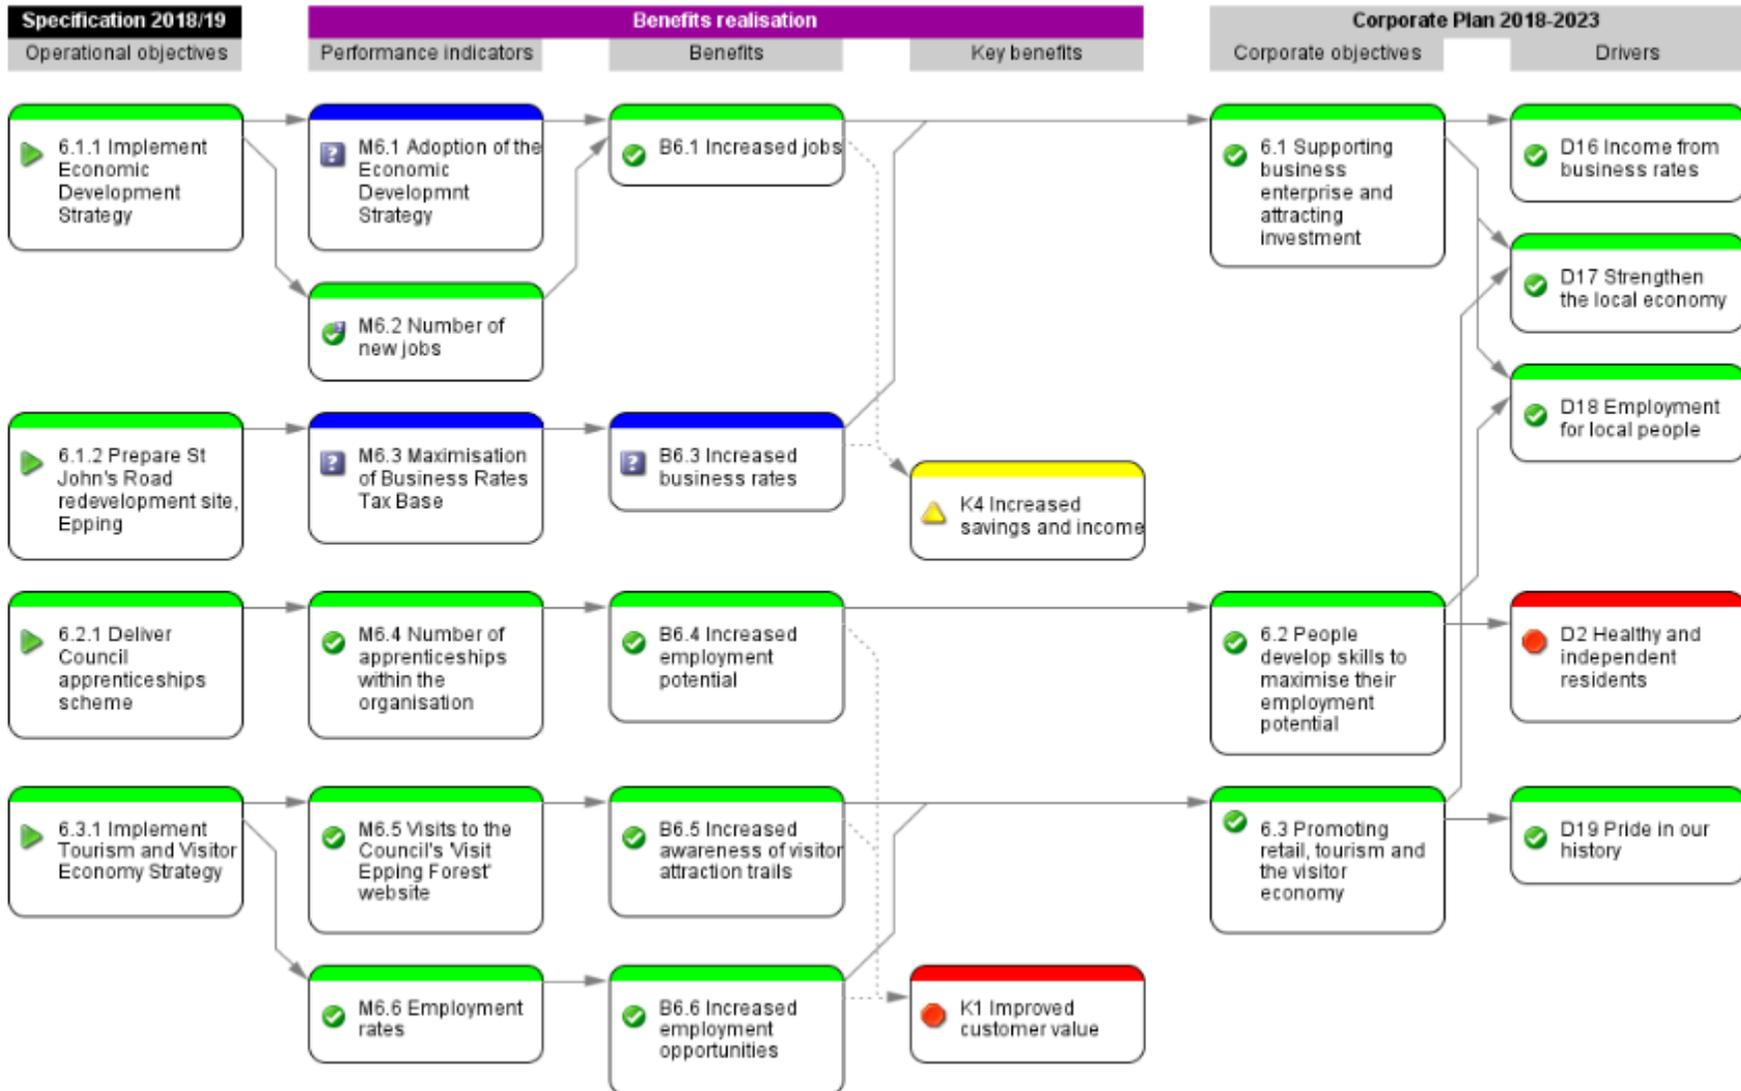 Specification 2018/19
Benefits realisation
Corporate Plan 2018-2023
Operational objectives
Performance indicators
Benefits
Key benefits
Corporate objectives
Drivers
6.1.1 Implement
Economic
Development
Strategy
M6.1 Adoption of the
Economic
Developmnt
Strategy
B6.1 Increased jobs
6.1 Supporting
business
enterprise and
attracting
investment
D16 Income from
business rates
D17 Strengthen
the local economy
M6.2 Number of
new jobs
D18 Employment
for local people
6.1.2 Prepare St
John's Road
redevelopment site,
Epping
M6.3 Maximisation
of Business Rates
Tax Base
B6.3 Increased
business rates
K4 Increased
savings and income
6.2.1 Deliver
Council
apprenticeships
scheme
M6.4 Number of
apprenticeships
within the
organisation
B6.4 Increased
employment
potential
6.2 People
develop skills to
maximise their
employment
potential
D2 Healthy and
independent
residents
6.3.1 Implement
Tourism and Visitor
Economy Strategy
M6.5 Visits to the
Council's 'Visit
Epping Forest'
website
B6.5 Increased
awareness of visitor
attraction trails
6.3 Promoting
retail, tourism and
the visitor
economy
D19 Pride in our
history
M6.6 Employment
rates
B6.6 Increased
employment
opportunities
K1 Improved
customer value